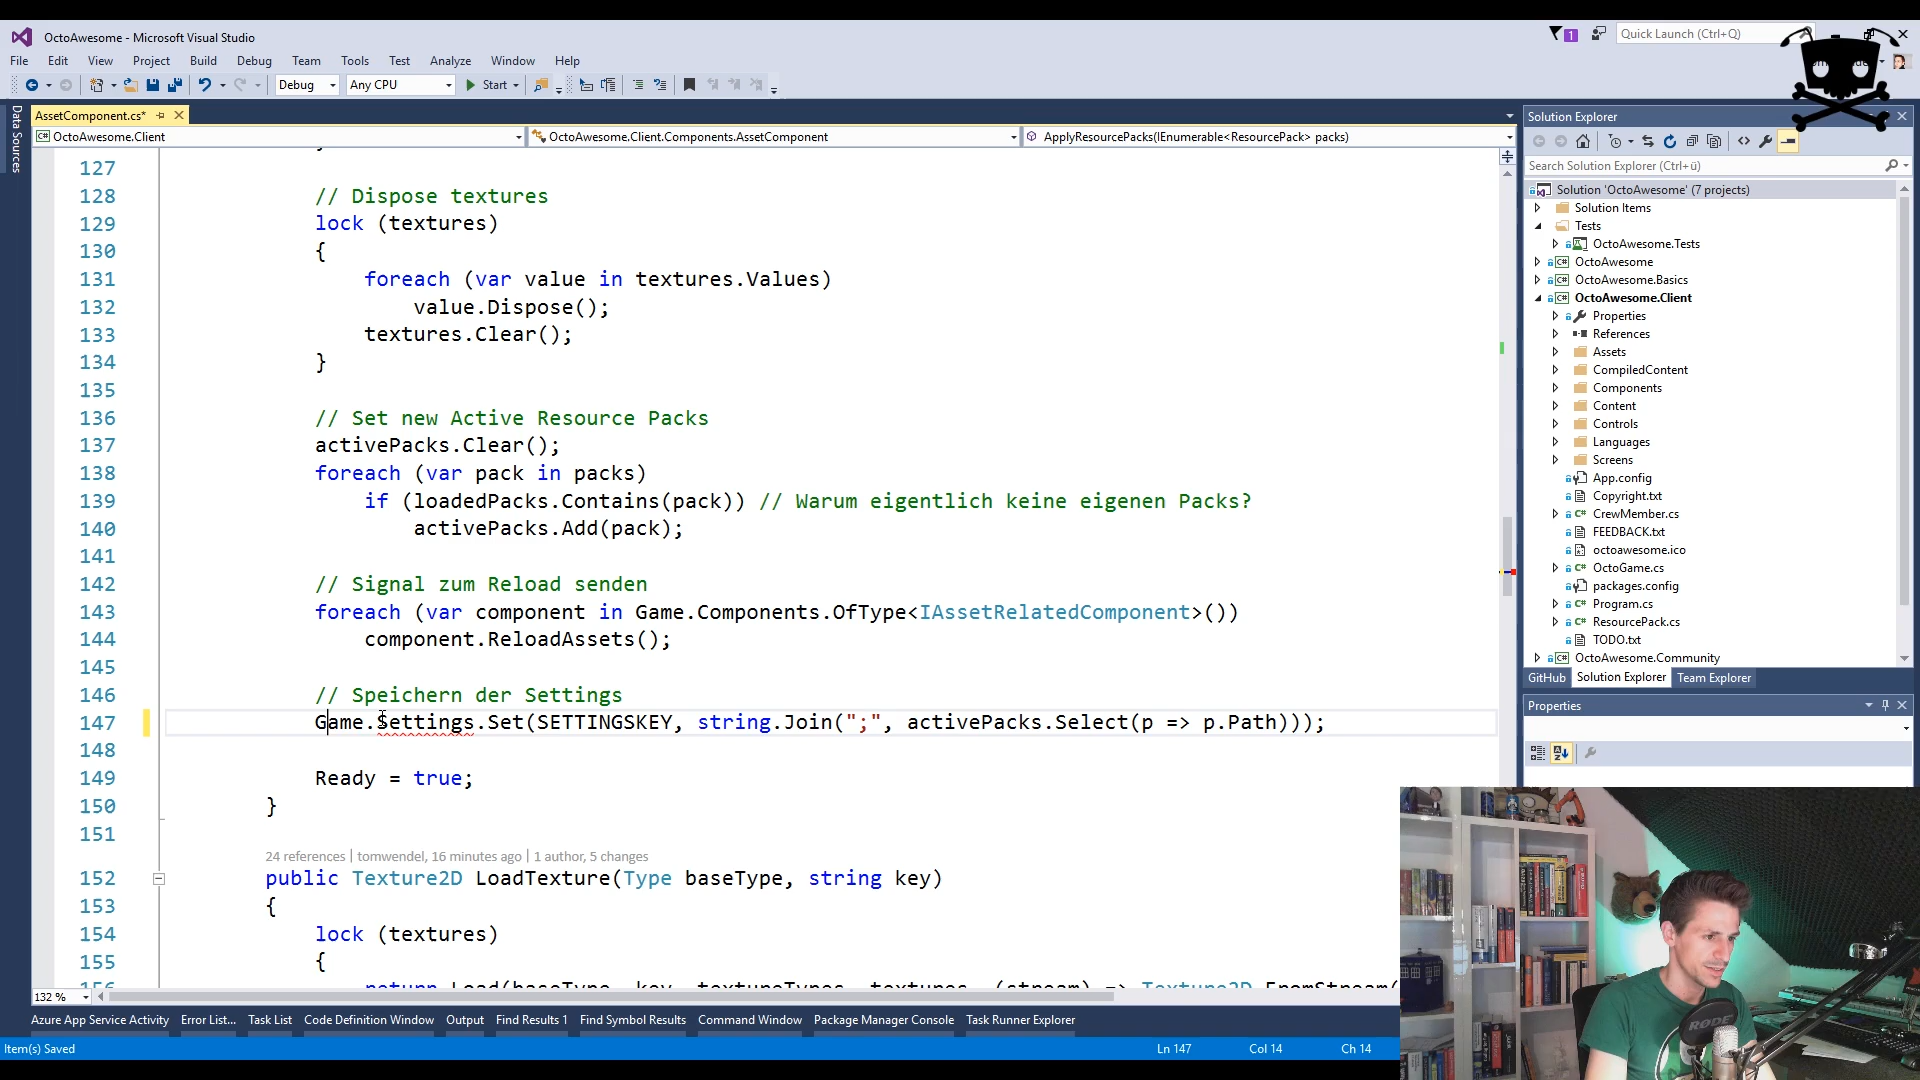 OctoAwesome - Microsoft Visual Studio
1
Quick Launch (Ctrl+Q)
File Edit View Project Build Debug Team Tools Test Analyze Window Help
Debug
Any CPU
Start
Data Sources
AssetComponent.cs*
OctoAwesome.Client
OctoAwesome.Client.Components.AssetComponent
ApplyResourcePacks(IEnumerable<ResourcePack> packs)
127
128 // Dispose textures
129 lock (textures)
130 {
131 foreach (var value in textures.Values)
132 value.Dispose();
133 textures.Clear();
134 }
135
136 // Set new Active Resource Packs
137 activePacks.Clear();
138 foreach (var pack in packs)
139 if (loadedPacks.Contains(pack)) // Warum eigentlich keine eigenen Packs?
140 activePacks.Add(pack);
141
142 // Signal zum Reload senden
143 foreach (var component in Game.Components.OfType<IAssetRelatedComponent>())
144 component.ReloadAssets();
145
146 // Speichern der Settings
147 Game.Settings.Set(SETTINGSKEY, string.Join(";", activePacks.Select(p => p.Path)));
148
149 Ready = true;
150 }
151
24 references | tomwendel, 16 minutes ago | 1 author, 5 changes
152 public Texture2D LoadTexture(Type baseType, string key)
153 {
154 lock (textures)
155 {
156 return Load(baseType, key, textureTypes, textures, (stream) => Texture2D.FromStream(
132 %
Solution Explorer
Search Solution Explorer (Ctrl+ü)
Solution 'OctoAwesome' (7 projects)
Solution Items
Tests
OctoAwesome.Tests
OctoAwesome
OctoAwesome.Basics
OctoAwesome.Client
Properties
References
Assets
CompiledContent
Components
Content
Controls
Languages
Screens
App.config
Copyright.txt
CrewMember.cs
FEEDBACK.txt
octoawesome.ico
OctoGame.cs
packages.config
Program.cs
ResourcePack.cs
TODO.txt
OctoAwesome.Community
GitHub Solution Explorer Team Explorer
Properties
Azure App Service Activity Error List... Task List Code Definition Window Output Find Results 1 Find Symbol Results Command Window Package Manager Console Task Runner Explorer
Item(s) Saved
Ln 147 Col 14 Ch 14
RØDE